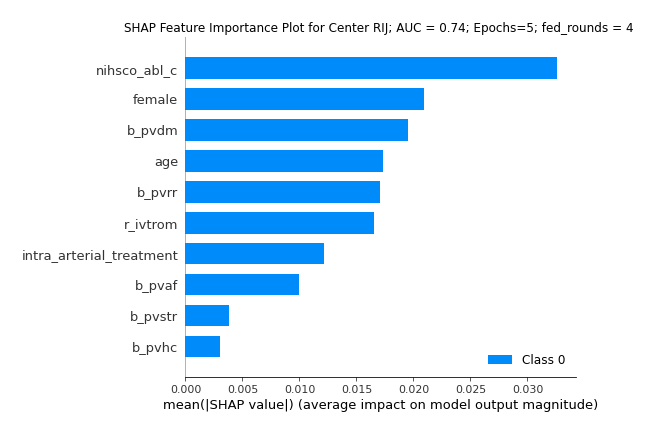 SHAP Feature Importance Plot for Center RIJ; AUC = 0.74; Epochs=5; fed_rounds = 4
nihsco_abl_c
female
b_pvdm
age
b_pvrr
r_ivtrom
intra_arterial_treatment
b_pvaf
b_pvstr
b_pvhc
Class 0
0.000 0.005 0.010 0.015 0.020 0.025 0.030
mean(|SHAP value|) (average impact on model output magnitude)